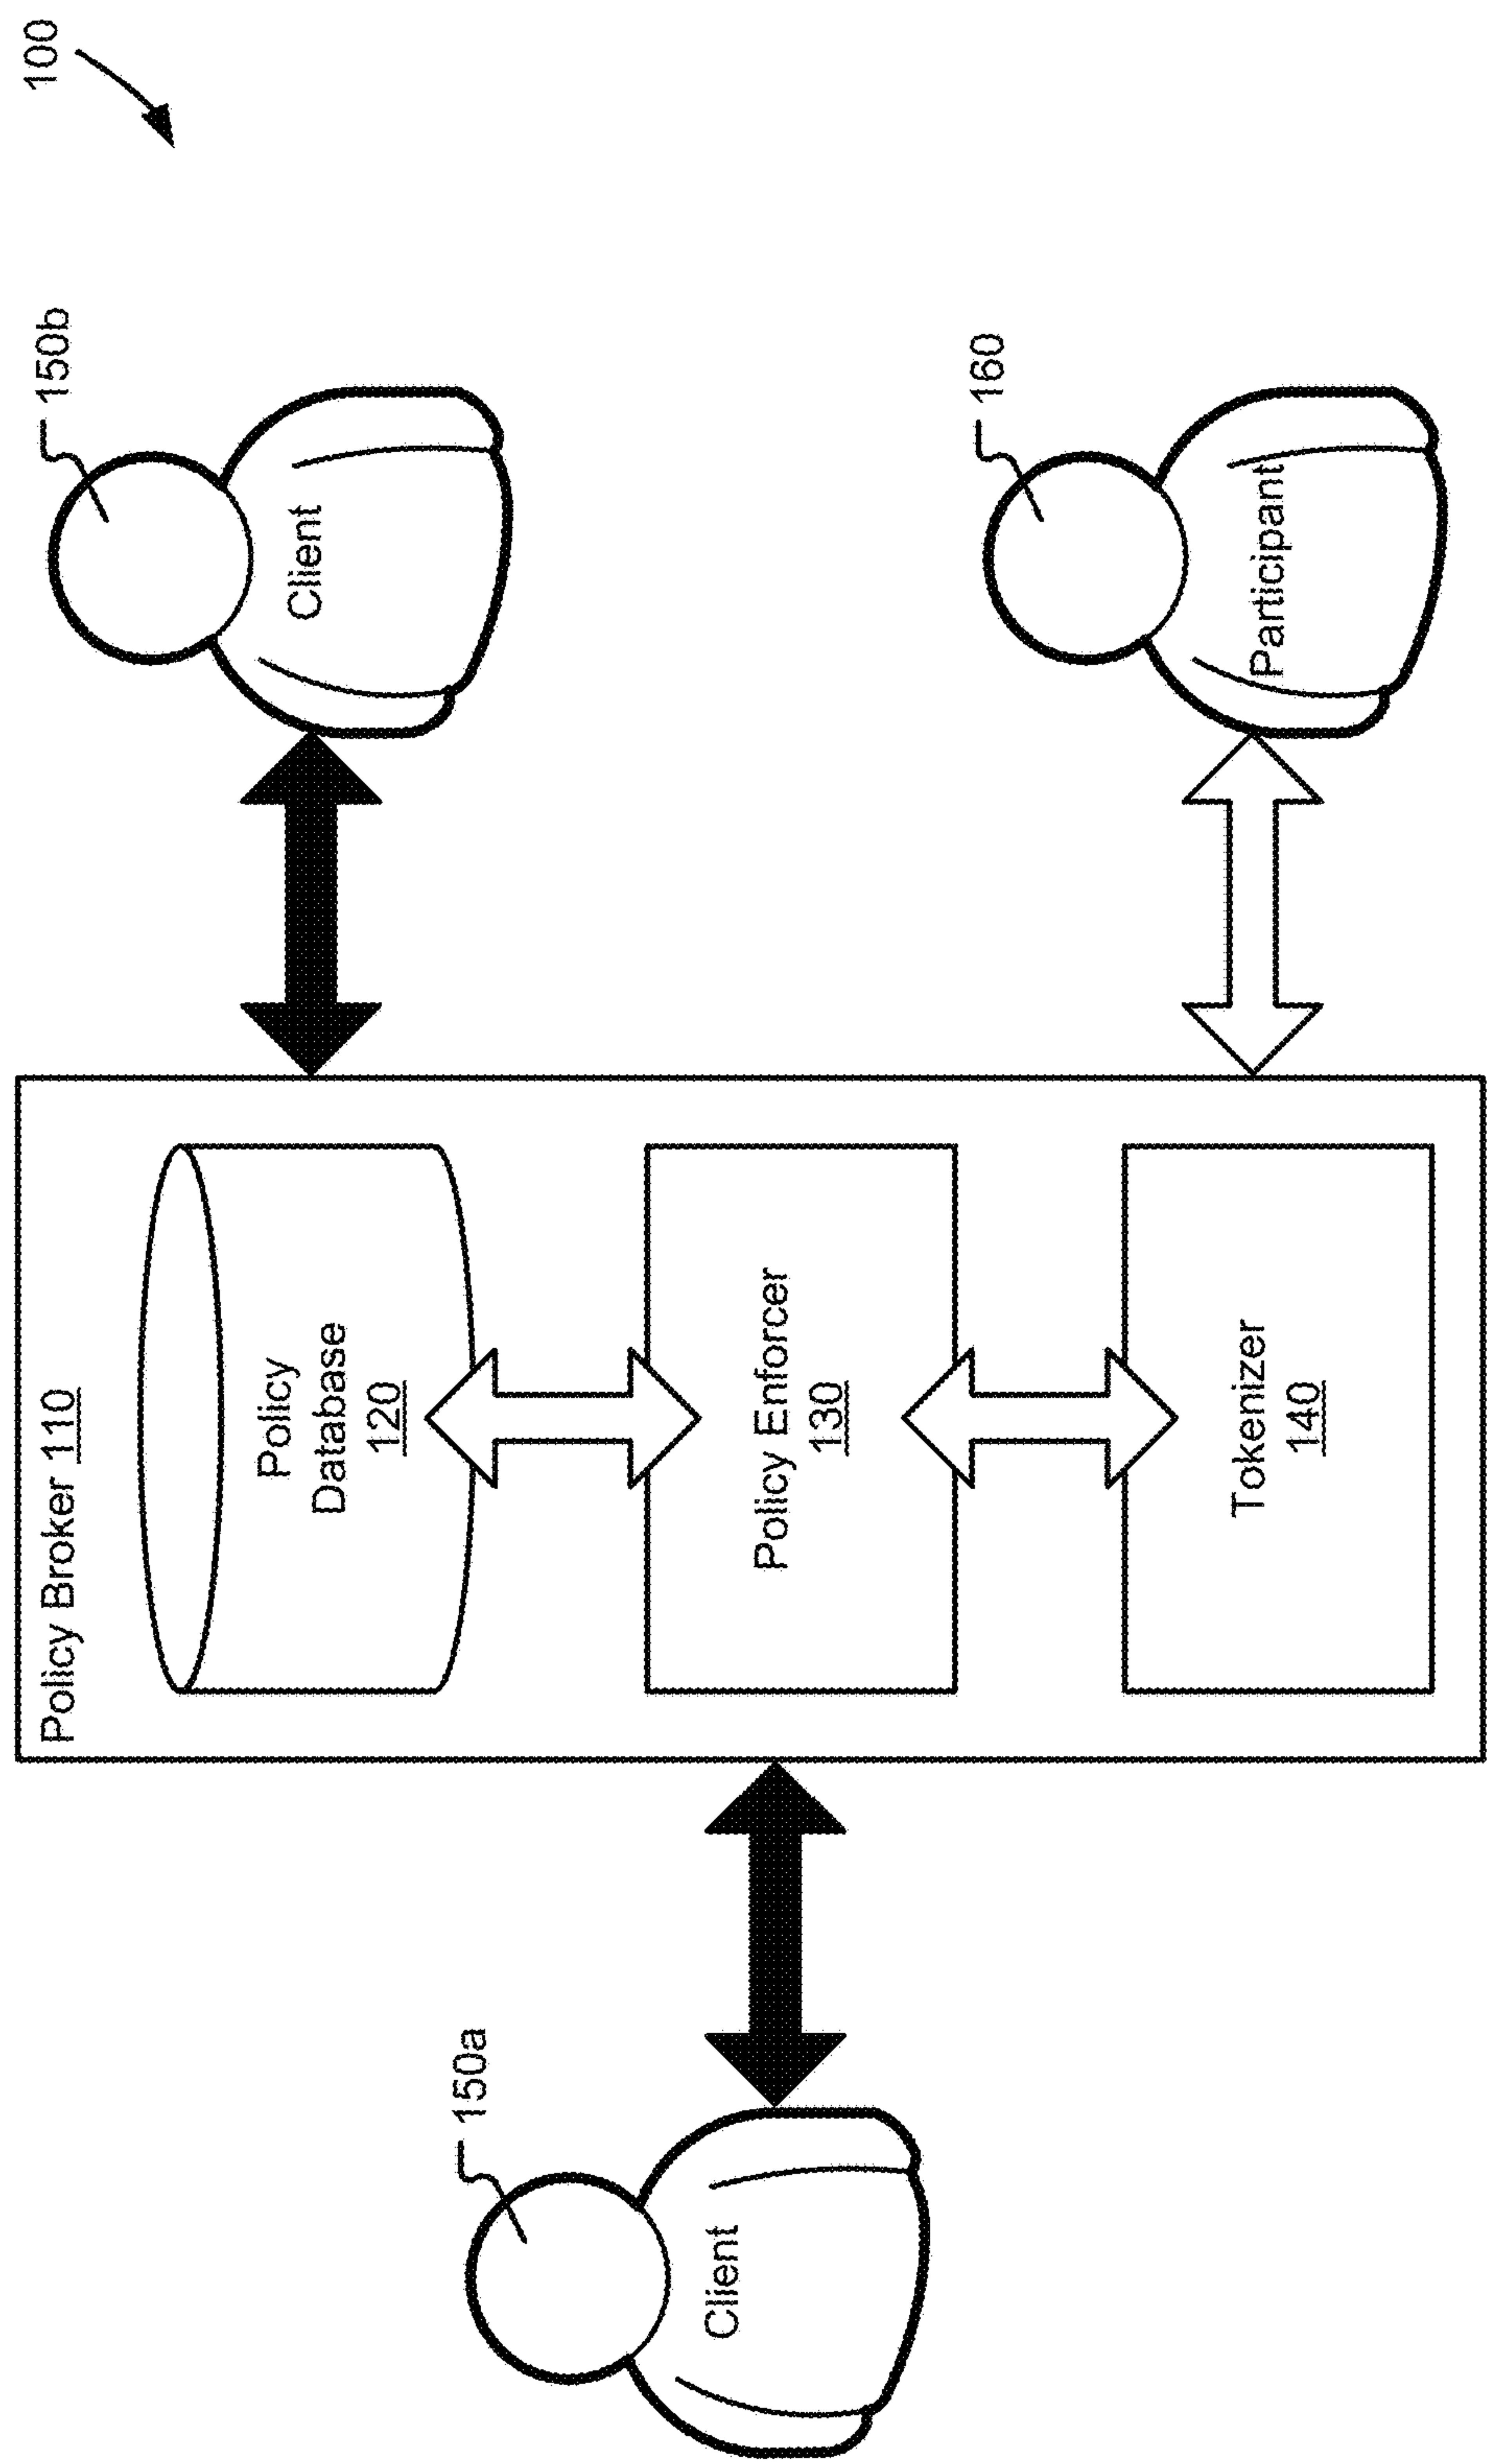 100
Policy Broker 110
150b
Client
Policy
Database
120
150a
Client
Policy Enforcer
130
160
Participant
Tokenizer
140